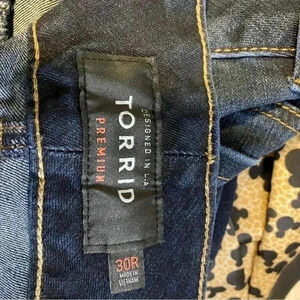 TORRID
DESIGNED IN L.A.
PREMIUM
30R
MADE IN
VIETNAM